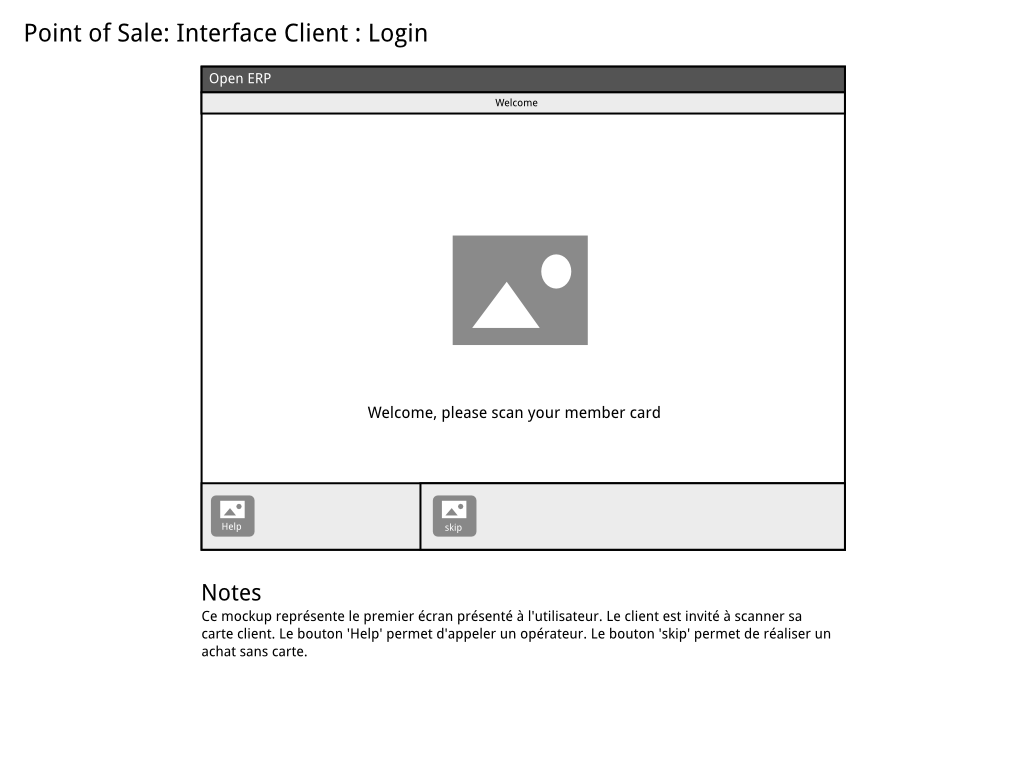 Point of Sale: Interface Client : Login
Open ERP
Welcome
Welcome, please scan your member card
Help
skip
Notes
Ce mockup représente le premier écran présenté à l'utilisateur. Le client est invité à scanner sa
carte client. Le bouton 'Help' permet d'appeler un opérateur. Le bouton 'skip' permet de réaliser un
achat sans carte.